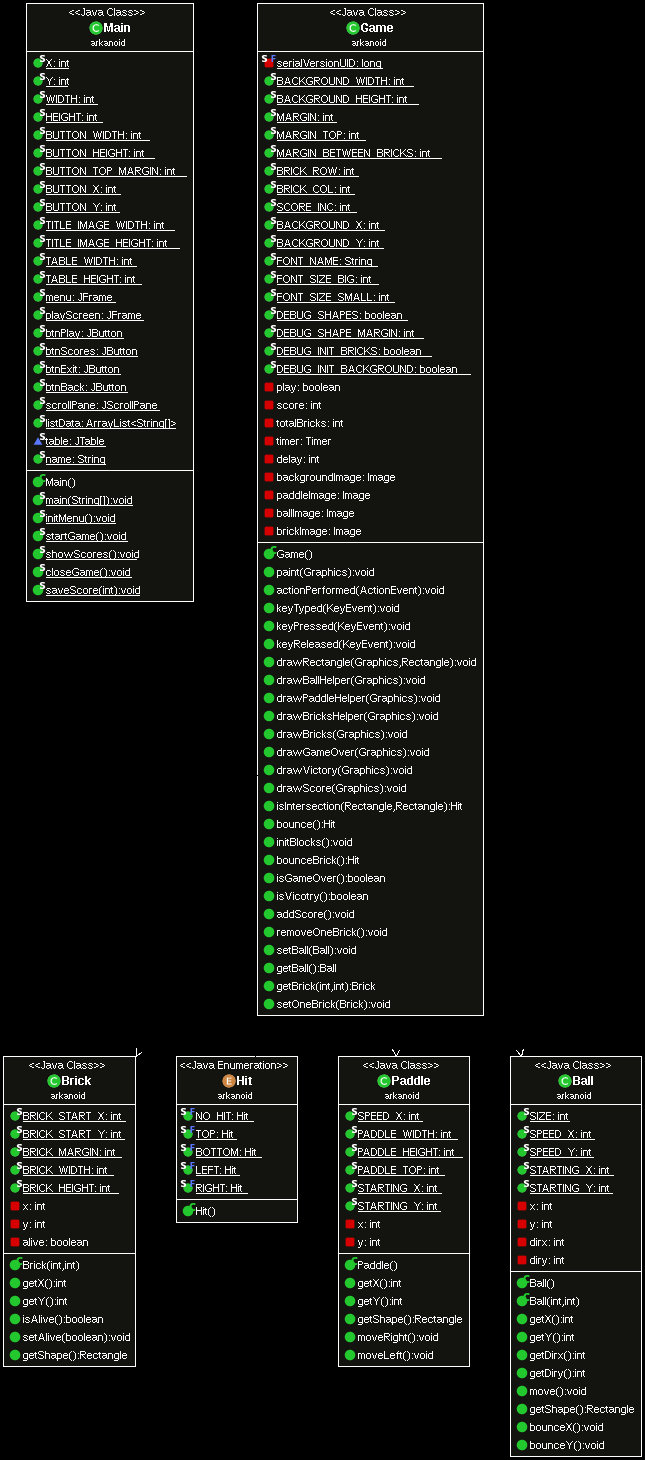 <<Java Class>>
Main
arkanoid
X: int
Y: int
WIDTH: int
HEIGHT: int
BUTTON_WIDTH: int
BUTTON_HEIGHT: int
BUTTON_TOP_MARGIN: int
BUTTON_X: int
BUTTON_Y: int
TITLE_IMAGE_WIDTH: int
TITLE_IMAGE_HEIGHT: int
TABLE_WIDTH: int
TABLE_HEIGHT: int
menu: JFrame
playScreen: JFrame
btnPlay: JButton
btnScores: JButton
btnExit: JButton
btnBack: JButton
scrollPane: JScrollPane
listData: ArrayList<String[]>
table: JTable
name: String
Main()
main(String[]):void
initMenu():void
startGame():void
showScores():void
closeGame():void
saveScore(int):void
<<Java Class>>
Game
arkanoid
serialVersionUID: long
BACKGROUND_WIDTH: int
BACKGROUND_HEIGHT: int
MARGIN: int
MARGIN_TOP: int
MARGIN_BETWEEN_BRICKS: int
BRICK_ROW: int
BRICK_COL: int
SCORE_INC: int
BACKGROUND_X: int
BACKGROUND_Y: int
FONT_NAME: String
FONT_SIZE_BIG: int
FONT_SIZE_SMALL: int
DEBUG_SHAPES: boolean
DEBUG_SHAPE_MARGIN: int
DEBUG_INIT_BRICKS: boolean
DEBUG_INIT_BACKGROUND: boolean
play: boolean
score: int
totalBricks: int
timer: Timer
delay: int
backgroundImage: Image
paddleImage: Image
ballImage: Image
brickImage: Image
Game()
paint(Graphics):void
actionPerformed(ActionEvent):void
keyTyped(KeyEvent):void
keyPressed(KeyEvent):void
keyReleased(KeyEvent):void
drawRectangle(Graphics,Rectangle):void
drawBallHelper(Graphics):void
drawPaddleHelper(Graphics):void
drawBricksHelper(Graphics):void
drawBricks(Graphics):void
drawGameOver(Graphics):void
drawVictory(Graphics):void
drawScore(Graphics):void
isIntersection(Rectangle,Rectangle):Hit
bounce():Hit
initBlocks():void
bounceBrick():Hit
isGameOver():boolean
isVicotry():boolean
addScore():void
removeOneBrick():void
setBall(Ball):void
getBall():Ball
getBrick(int,int):Brick
setOneBrick(Brick):void
<<Java Class>>
Brick
arkanoid
BRICK_START_X: int
BRICK_START_Y: int
BRICK_MARGIN: int
BRICK_WIDTH: int
BRICK_HEIGHT: int
x: int
y: int
alive: boolean
Brick(int,int)
getX():int
getY():int
isAlive():boolean
setAlive(boolean):void
getShape():Rectangle
<<Java Enumeration>>
Hit
arkanoid
NO_HIT: Hit
TOP: Hit
BOTTOM: Hit
LEFT: Hit
RIGHT: Hit
Hit()
<<Java Class>>
Paddle
arkanoid
SPEED_X: int
PADDLE_WIDTH: int
PADDLE_HEIGHT: int
PADDLE_TOP: int
STARTING_X: int
STARTING_Y: int
x: int
y: int
Paddle()
getX():int
getY():int
getShape():Rectangle
moveRight():void
moveLeft():void
<<Java Class>>
Ball
arkanoid
SIZE: int
SPEED_X: int
SPEED_Y: int
STARTING_X: int
STARTING_Y: int
x: int
y: int
dirx: int
diry: int
Ball()
Ball(int,int)
getX():int
getY():int
getDirx():int
getDiry():int
move():void
getShape():Rectangle
bounceX():void
bounceY():void